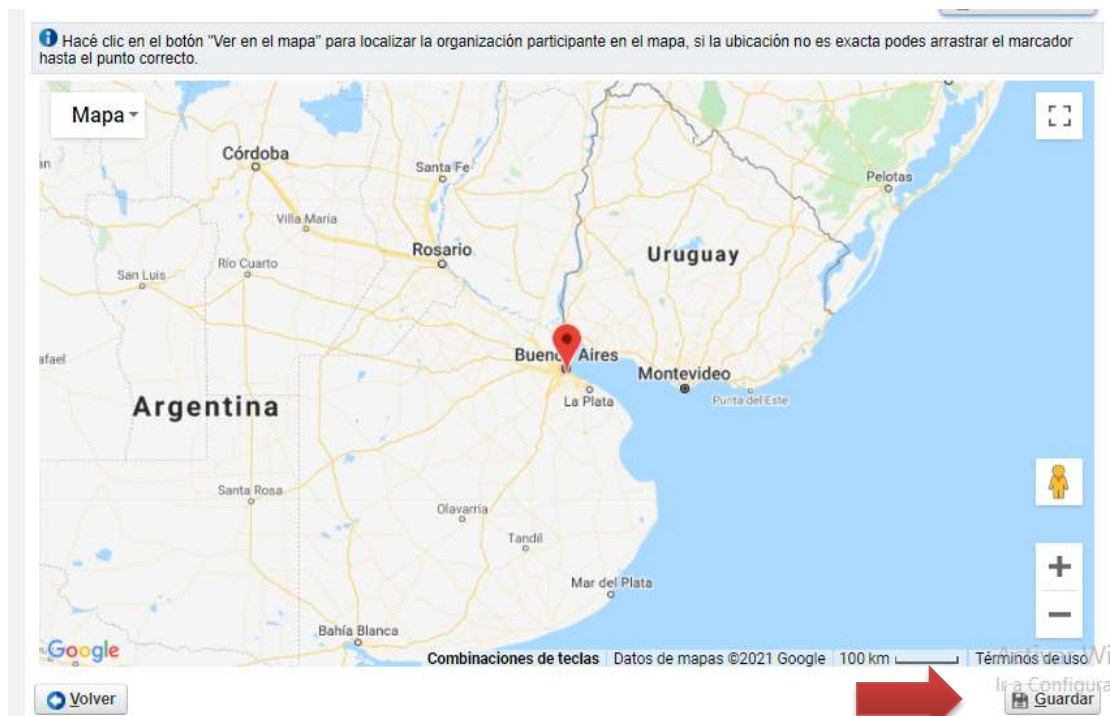 Hacé clic en el botón "Ver en el mapa" para localizar la organización participante en el mapa, si la ubicación no es exacta podes arrastrar el marcador
hasta el punto correcto.
Mapa
Córdoba
Santa Fe
Pelotas
Villa María
Rosario
Uruguay
Río Cuarto
San Luis
afael
Buenos Aires
Montevideo
La Plata
Punta del Este
Argentina
Santa Rosa
Olavarría
Tandil
Mar del Plata
Bahía Blanca
Google
Combinaciones de teclas
Datos de mapas ©2021 Google
100 km
Términos de uso
Volver
Guardar